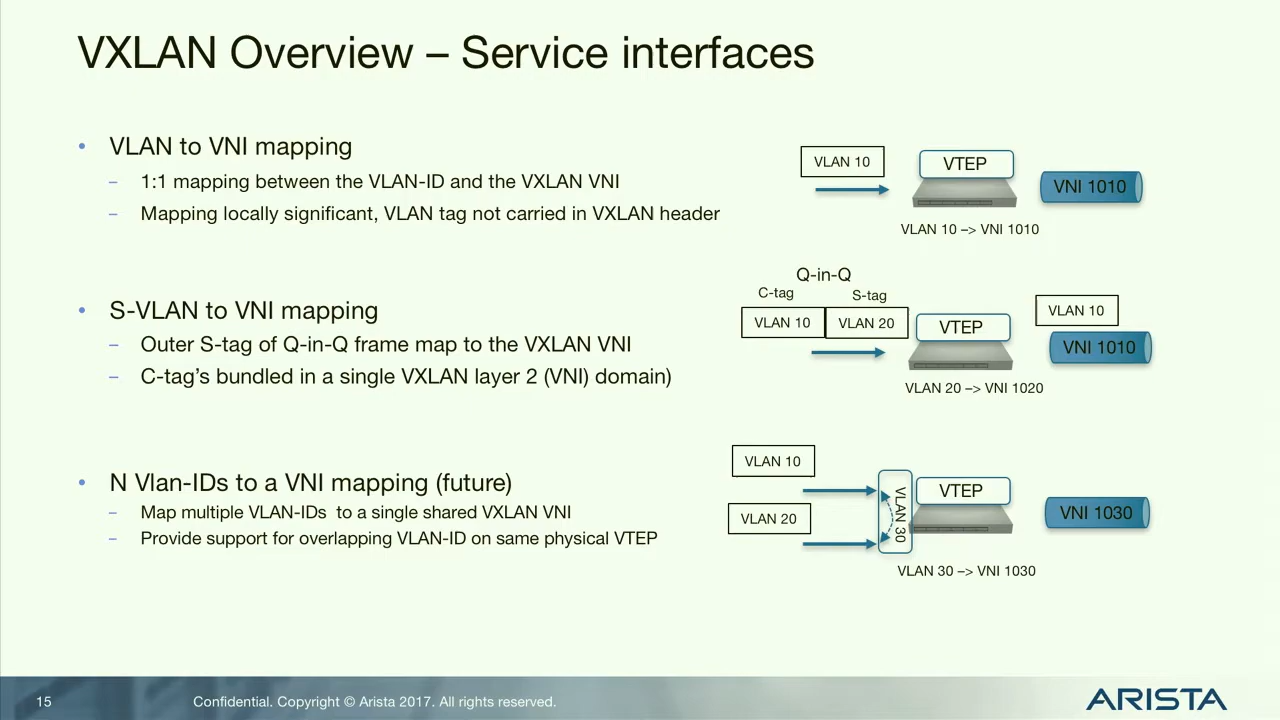 VXLAN Overview – Service interfaces
• VLAN to VNI mapping
– 1:1 mapping between the VLAN-ID and the VXLAN VNI
– Mapping locally significant, VLAN tag not carried in VXLAN header
VLAN 10
VTEP
VNI 1010
VLAN 10 –> VNI 1010
• S-VLAN to VNI mapping
– Outer S-tag of Q-in-Q frame map to the VXLAN VNI
– C-tag’s bundled in a single VXLAN layer 2 (VNI) domain)
Q-in-Q
C-tag
S-tag
VLAN 10
VLAN 20
VTEP
VLAN 10
VNI 1010
VLAN 20 –> VNI 1020
• N Vlan-IDs to a VNI mapping (future)
– Map multiple VLAN-IDs to a single shared VXLAN VNI
– Provide support for overlapping VLAN-ID on same physical VTEP
VLAN 10
VLAN 20
VLAN 30
VTEP
VNI 1030
VLAN 30 –> VNI 1030
15
Confidential. Copyright © Arista 2017. All rights reserved.
ARISTA